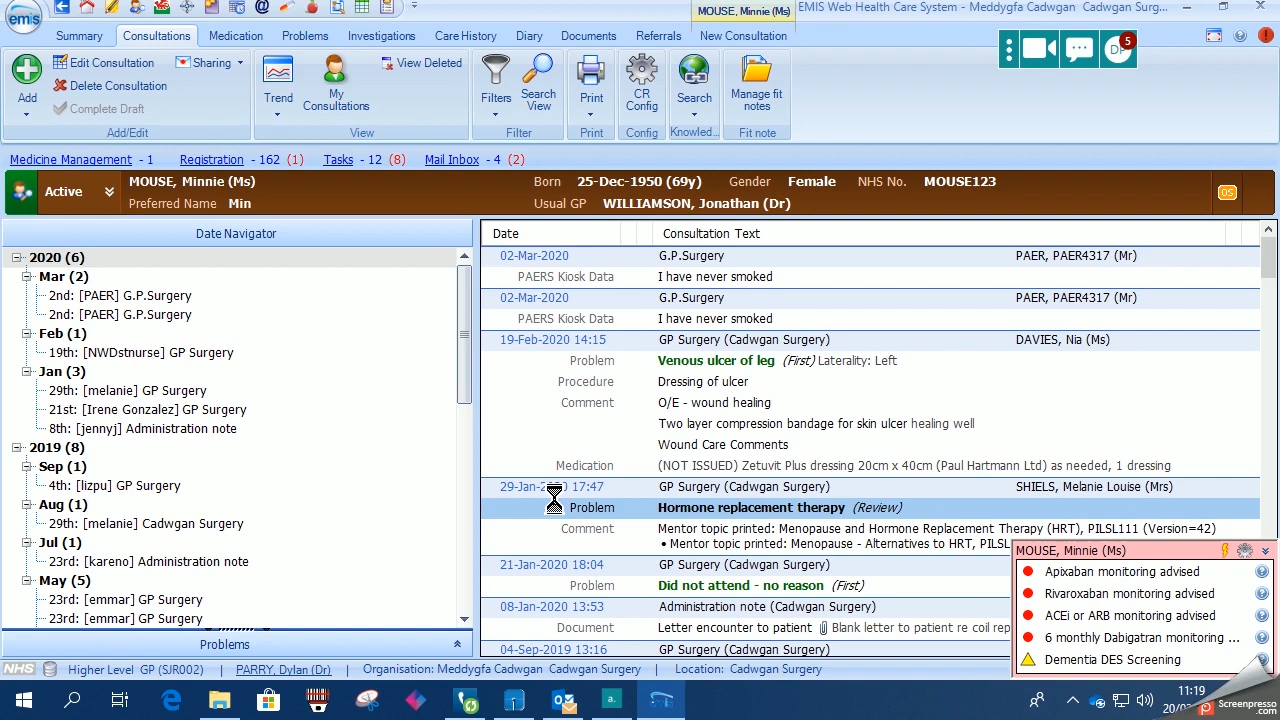 MOUSE, Minnie (Ms)
EMIS Web Health Care System - Meddygfa Cadwgan Cadwgan Surg...
emis
Summary Consultations Medication Problems Investigations Care History Diary Documents Referrals New Consultation
Add
Edit Consultation
Delete Consultation
Complete Draft
Sharing
Add/Edit
Trend
My Consultations
View Deleted
View
Filters
Search View
Filter
Print
Print
CR Config
Config
Search
Knowled...
Manage fit notes
Fit note
DP
5
Medicine Management - 1 Registration - 162 (1) Tasks - 12 (8) Mail Inbox - 4 (2)
Active
MOUSE, Minnie (Ms) Born 25-Dec-1950 (69y) Gender Female NHS No. MOUSE123
Preferred Name Min Usual GP WILLIAMSON, Jonathan (Dr)
OS
Date Navigator
2020 (6)
Mar (2)
2nd: [PAER] G.P.Surgery
2nd: [PAER] G.P.Surgery
Feb (1)
19th: [NWDstnurse] GP Surgery
Jan (3)
29th: [melanie] GP Surgery
21st: [Irene Gonzalez] GP Surgery
8th: [jennyj] Administration note
2019 (8)
Sep (1)
4th: [lizpu] GP Surgery
Aug (1)
29th: [melanie] Cadwgan Surgery
Jul (1)
23rd: [kareno] Administration note
May (5)
23rd: [emmar] GP Surgery
23rd: [emmar] GP Surgery
Problems
Date Consultation Text
02-Mar-2020 G.P.Surgery PAER, PAER4317 (Mr)
PAERS Kiosk Data I have never smoked
02-Mar-2020 G.P.Surgery PAER, PAER4317 (Mr)
PAERS Kiosk Data I have never smoked
19-Feb-2020 14:15 GP Surgery (Cadwgan Surgery) DAVIES, Nia (Ms)
Problem Venous ulcer of leg (First) Laterality: Left
Procedure Dressing of ulcer
Comment O/E - wound healing
Two layer compression bandage for skin ulcer healing well
Wound Care Comments
Medication (NOT ISSUED) Zetuvit Plus dressing 20cm x 40cm (Paul Hartmann Ltd) as needed, 1 dressing
29-Jan-2020 17:47 GP Surgery (Cadwgan Surgery) SHIELS, Melanie Louise (Mrs)
Problem Hormone replacement therapy (Review)
Comment Mentor topic printed: Menopause and Hormone Replacement Therapy (HRT), PILSL111 (Version=42)
• Mentor topic printed: Menopause - Alternatives to HRT, PILSL
21-Jan-2020 18:04 GP Surgery (Cadwgan Surgery)
Problem Did not attend - no reason (First)
08-Jan-2020 13:53 Administration note (Cadwgan Surgery)
Document Letter encounter to patient Blank letter to patient re coil rep
04-Sep-2019 13:16 GP Surgery (Cadwgan Surgery)
MOUSE, Minnie (Ms)
Apixaban monitoring advised
Rivaroxaban monitoring advised
ACEi or ARB monitoring advised
6 monthly Dabigatran monitoring ...
Dementia DES Screening
NHS Higher Level GP (SJR002) PARRY, Dylan (Dr) Organisation: Meddygfa Cadwgan Cadwgan Surgery Location: Cadwgan Surgery
a.
11:19
Screenpresso
.com